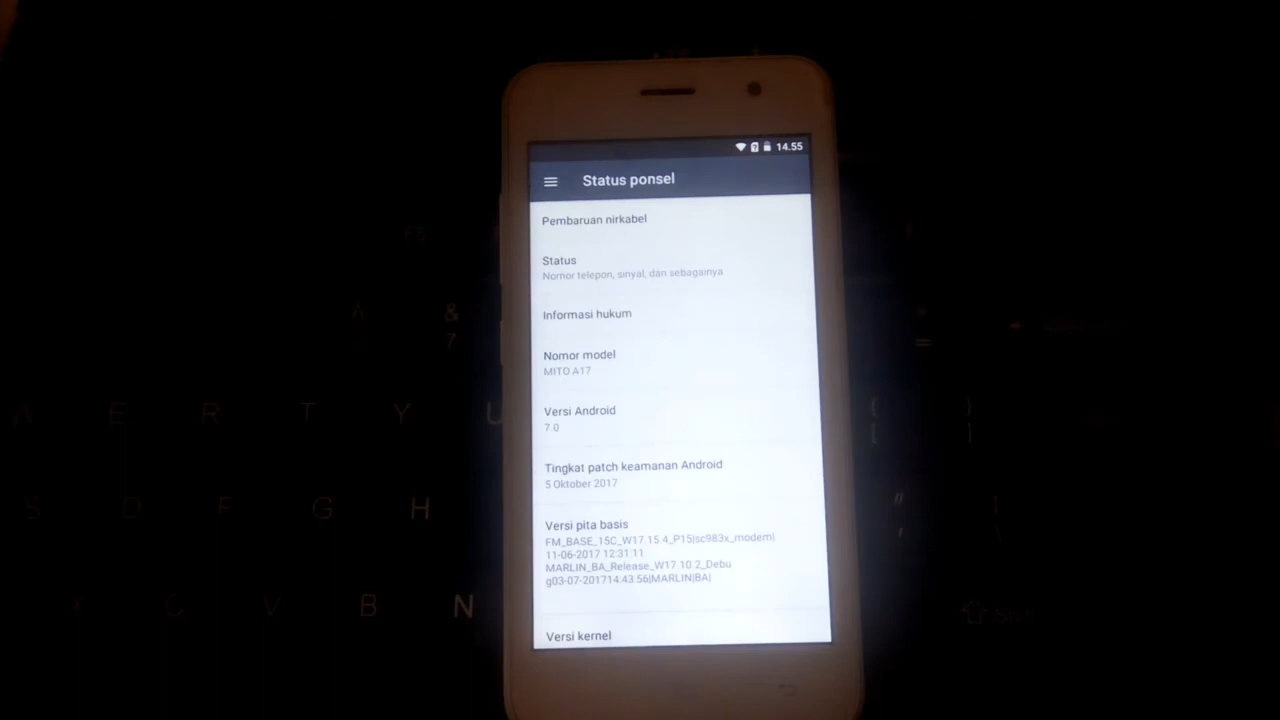 14.55
Status ponsel
Pembaruan nirkabel
Status
Nomor telepon, sinyal, dan sebagainya
Informasi hukum
Nomor model
MITO A17
Versi Android
7.0
Tingkat patch keamanan Android
5 Oktober 2017
Versi pita basis
FM_BASE_15C_W17.15.4_P15|sc983x_modem|
11-06-2017 12:31:11
MARLIN_BA_Release_W17.10.2_Debu
g03-07-201714:43:56|MARLIN|BA|
Versi kernel
&
7
=
E R T Y U
S D F G H
V B N